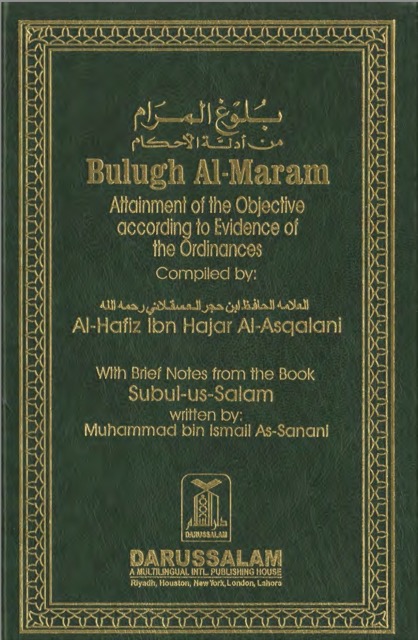 بلوغ المرام
من أدلة الأحكام
Bulugh Al-Maram
Attainment of the Objective
according to Evidence of
the Ordinances
Compiled by:
العلامه الحافظ ابن حجر العسقلاني رحمه الله
Al-Hafiz Ibn Hajar Al-Asqalani
With Brief Notes from the Book
Subul-us-Salam
written by:
Muhammad bin Ismail As-Sanani
دارالسلام
DARUSSALAM
DARUSSALAM
A MULTILINGUAL INTL. PUBLISHING HOUSE
Riyadh, Houston, New York, London, Lahore